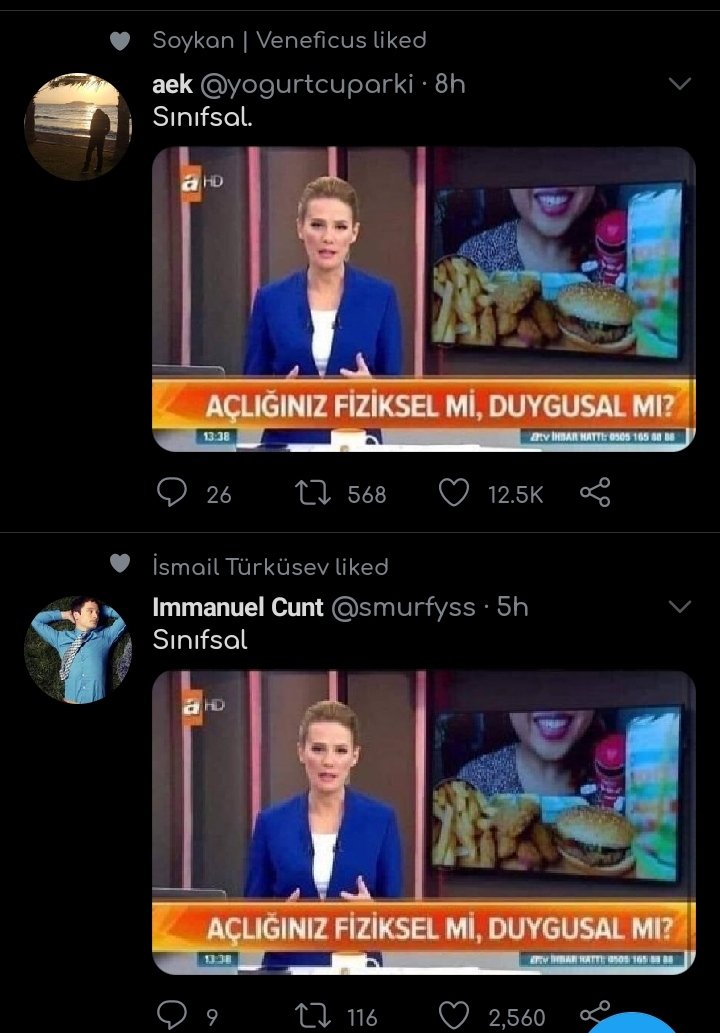 Soykan | Veneficus liked
aek @yogurtcuparki · 8h
Sınıfsal.
a HD
AÇLIĞINIZ FİZİKSEL Mİ, DUYGUSAL MI?
13:38
atv İHBAR HATTI: 0505 165 88 88
26 568 12.5K
İsmail Türküsev liked
Immanuel Cunt @smurfyss · 5h
Sınıfsal
a HD
AÇLIĞINIZ FİZİKSEL Mİ, DUYGUSAL MI?
13:38
atv İHBAR HATTI: 0505 165 88 88
9 116 2,560